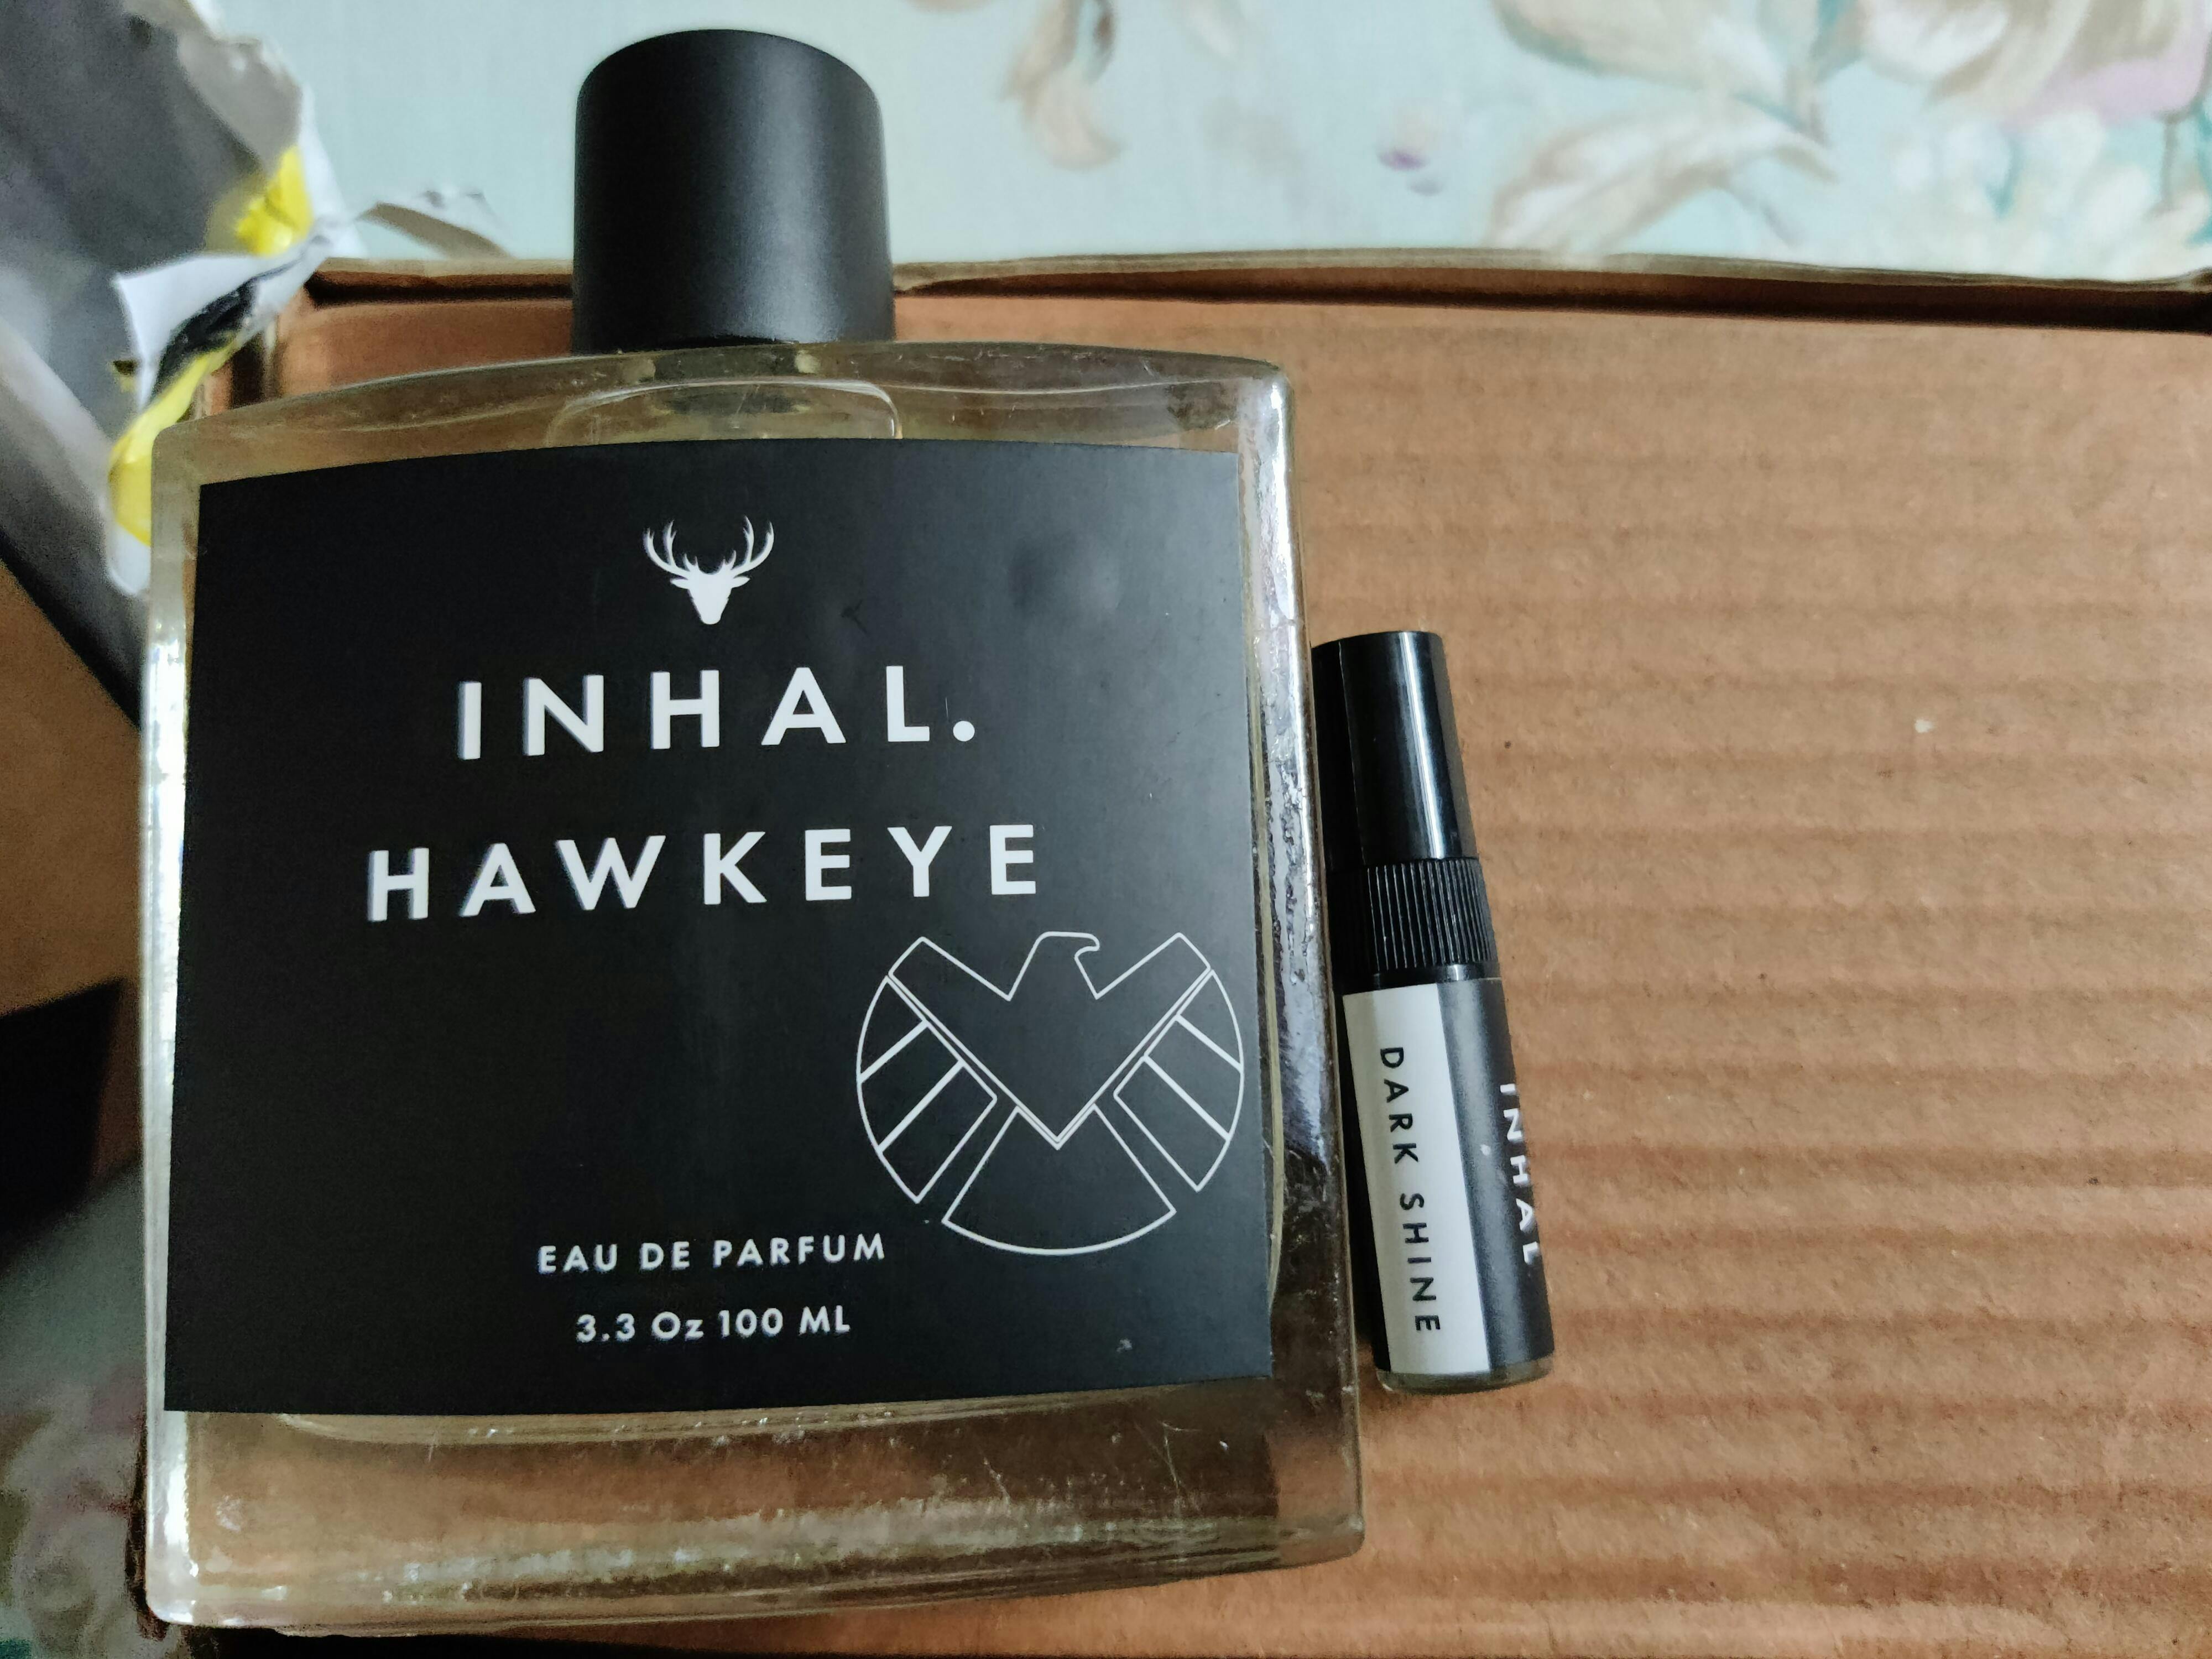 INHAL.
HAWKEYE
EAU DE PARFUM
3.3 Oz 100 ML
DARK SHINE
INHAL